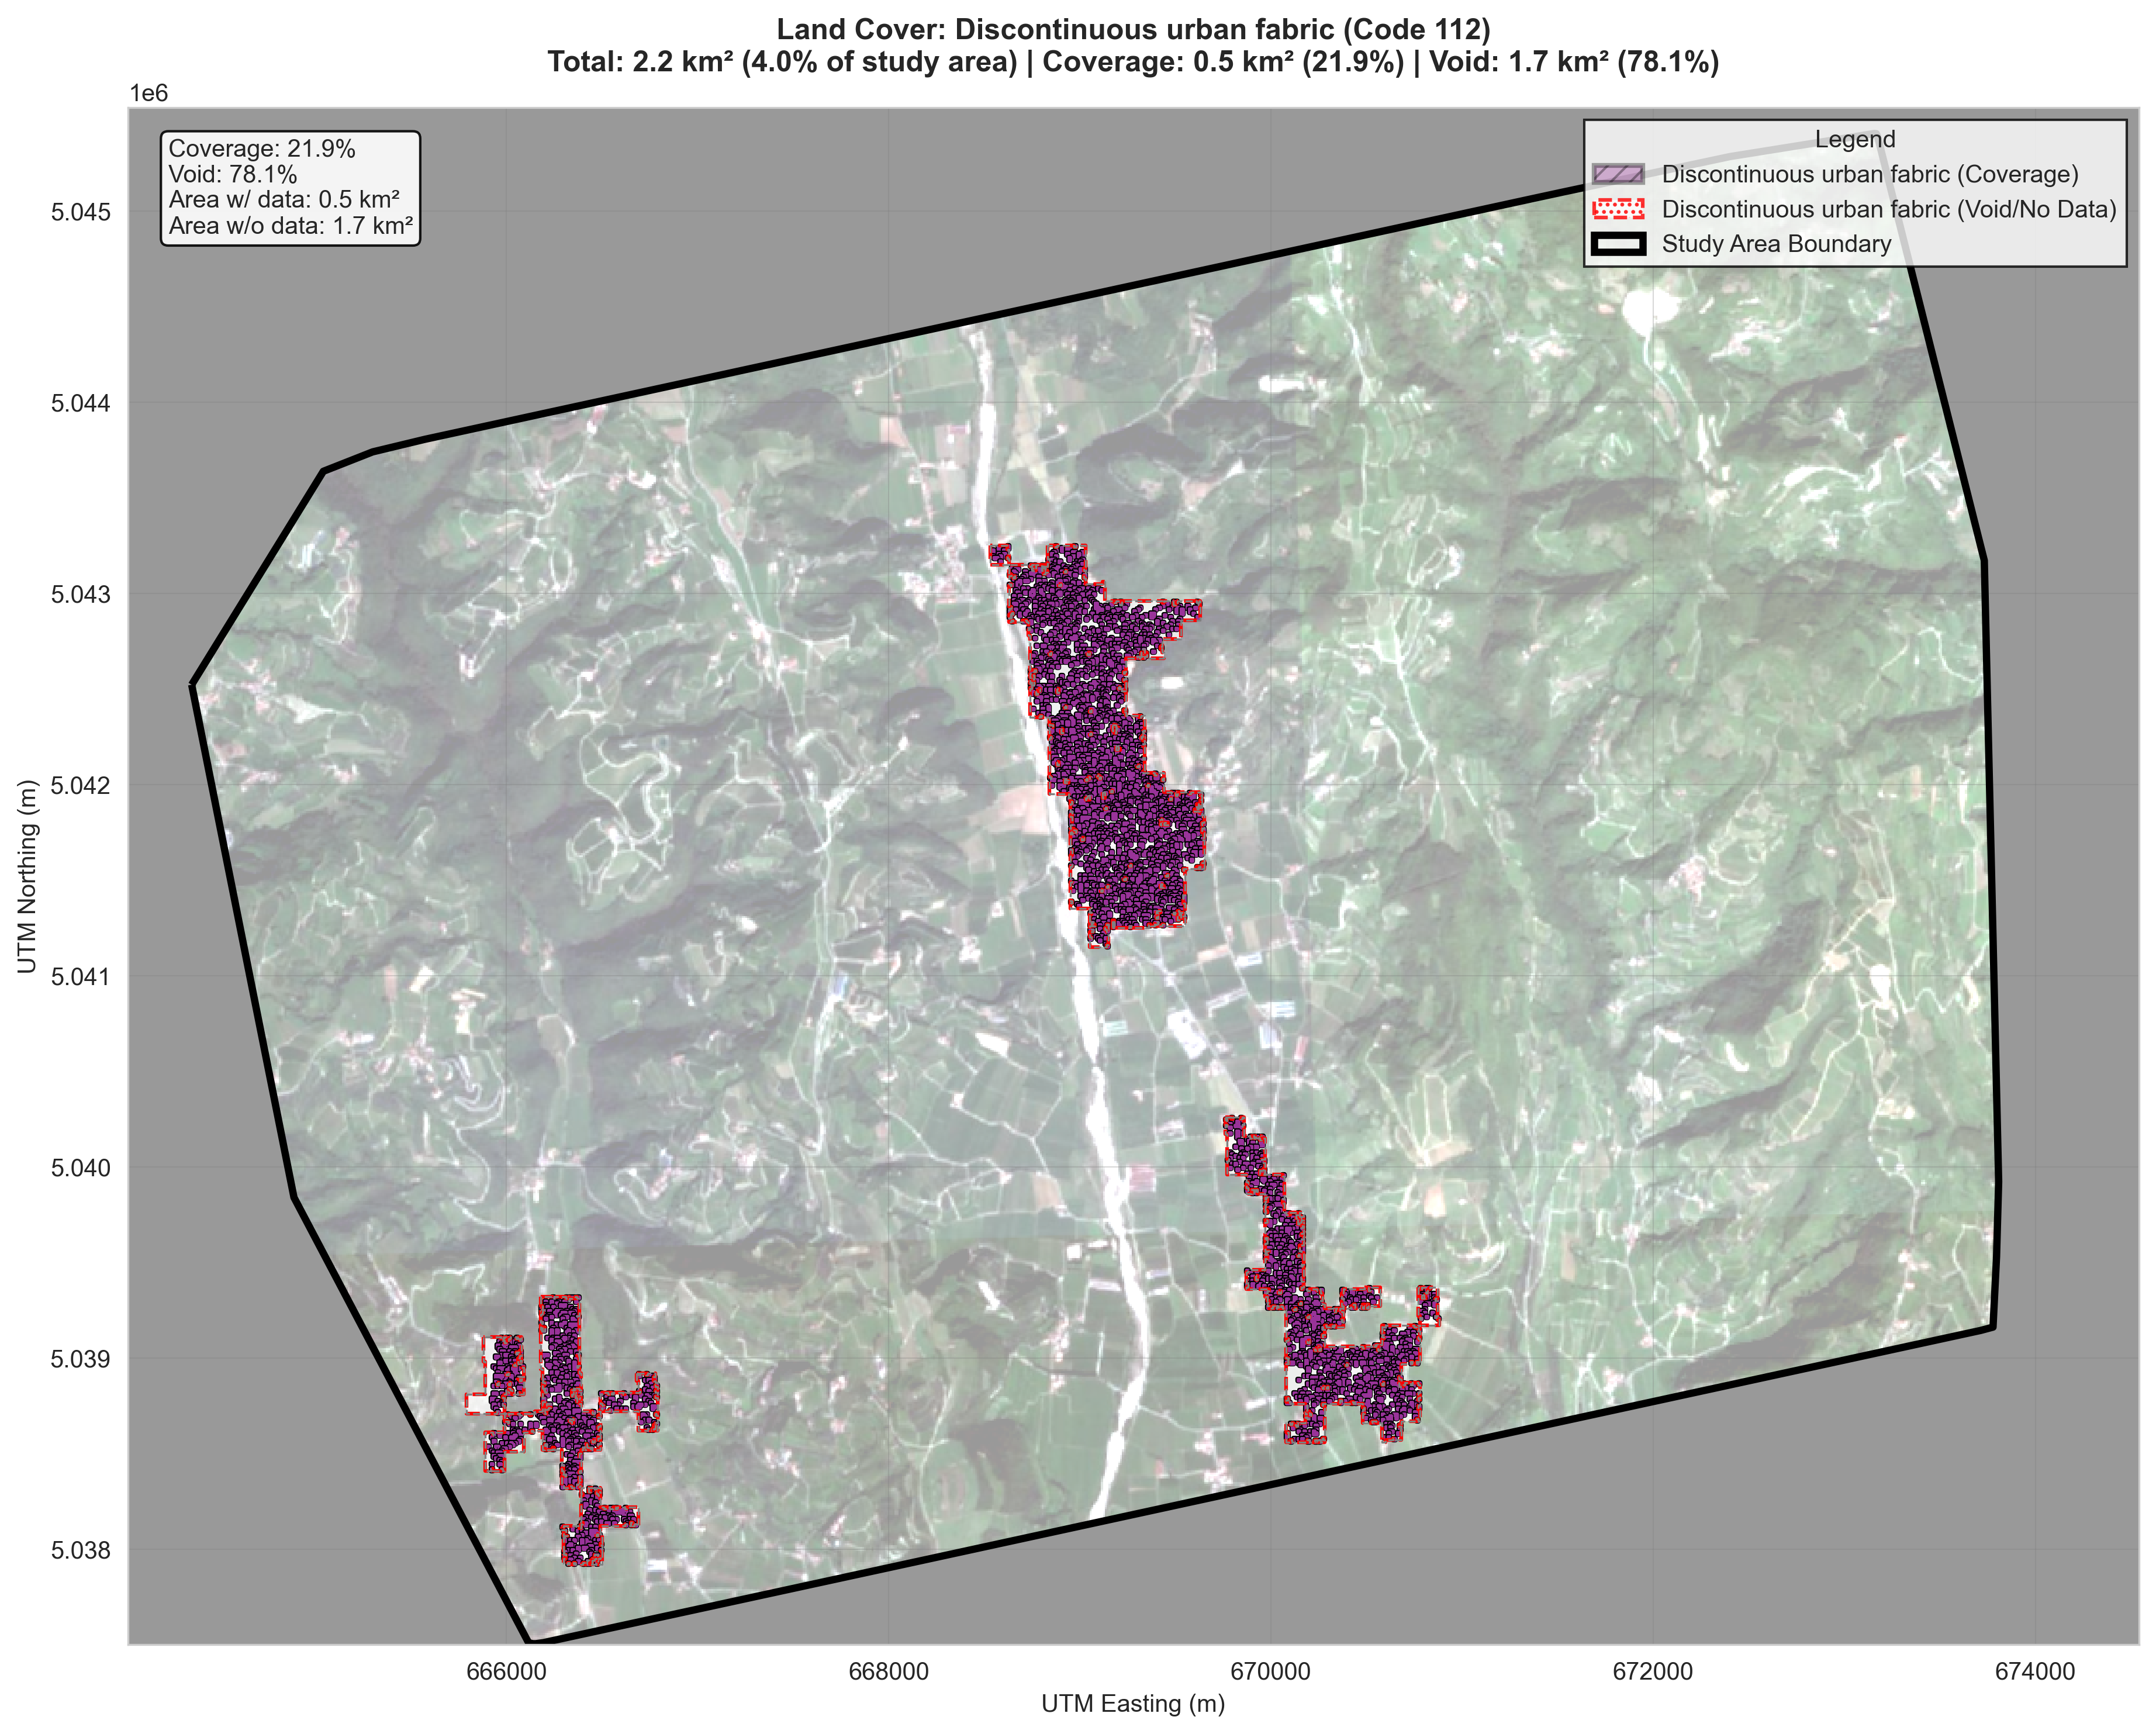 Land Cover: Discontinuous urban fabric (Code 112)
Total: 2.2 km² (4.0% of study area) | Coverage: 0.5 km² (21.9%) | Void: 1.7 km² (78.1%)
1e6
Coverage: 21.9%
Void: 78.1%
Area w/ data: 0.5 km²
Area w/o data: 1.7 km²
Legend
Discontinuous urban fabric (Coverage)
Discontinuous urban fabric (Void/No Data)
Study Area Boundary
5.045
5.044
5.043
5.042
5.041
5.040
5.039
5.038
UTM Northing (m)
666000
668000
670000
672000
674000
UTM Easting (m)